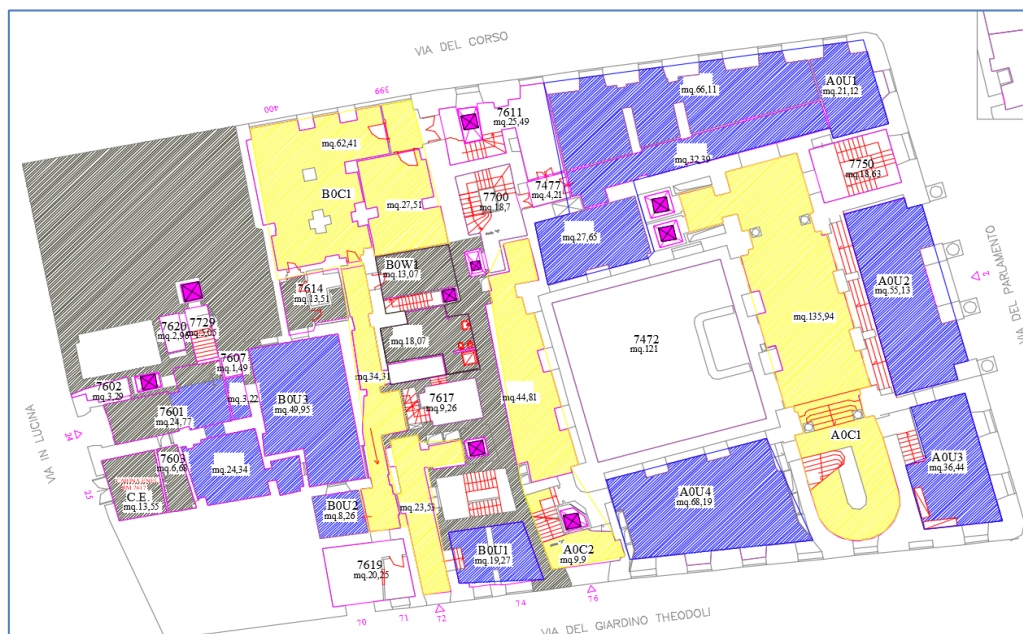 VIA DEL CORSO
399
400
7611
mq.25,49
mq.66,11
A0U1
mq.21,12
mq.62,41
mq.32,39
7750
mq.18,63
B0C1
mq.27,51
7477
mq.4,21
7700
mq.18,7
mq.27,65
B0W1
mq.13,07
A0U2
mq.55,13
2
VIA DEL PARLAMENTO
7614
mq.13,51
mq.135,94
7620
mq.2,96
7729
7607
mq.1,49
mq.18,07
7472
mq.121
mq.34,31
7602
mq.3,29
mq.3,22
B0U3
mq.49,95
7617
mq.9,26
mq.44,81
7601
mq.24,77
VIA IN LUCINA
24
7603
mq.6,68
mq.24,34
A0C1
A0U3
mq.36,44
25
C.E.
mq.13,55
A0U4
mq.68,19
B0U2
mq.8,26
mq.23,53
B0U1
mq.19,27
A0C2
mq.9,9
7619
mq.20,25
70
71
72
74
76
VIA DEL GIARDINO THEODOLI